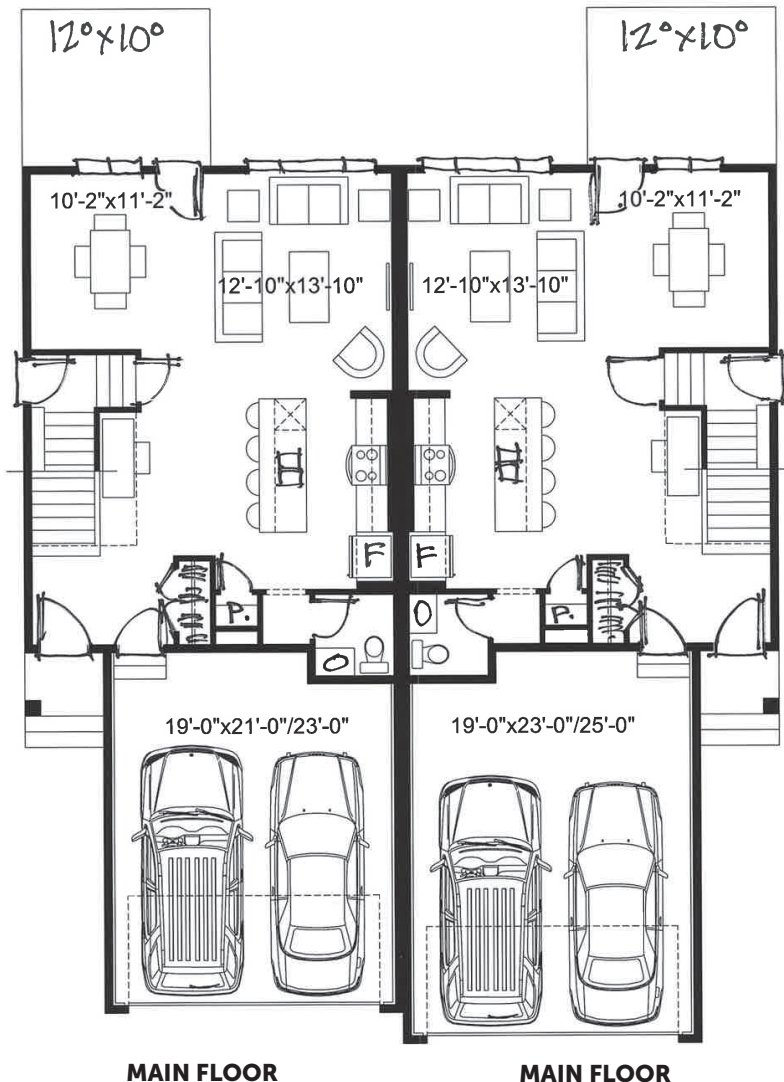 12°x10°
12°x10°
10'-2"x11'-2"
10'-2"x11'-2"
12'-10"x13'-10"
12'-10"x13'-10"
F
F
P.
P.
19'-0"x21'-0"/23'-0"
19'-0"x23'-0"/25'-0"
MAIN FLOOR
MAIN FLOOR